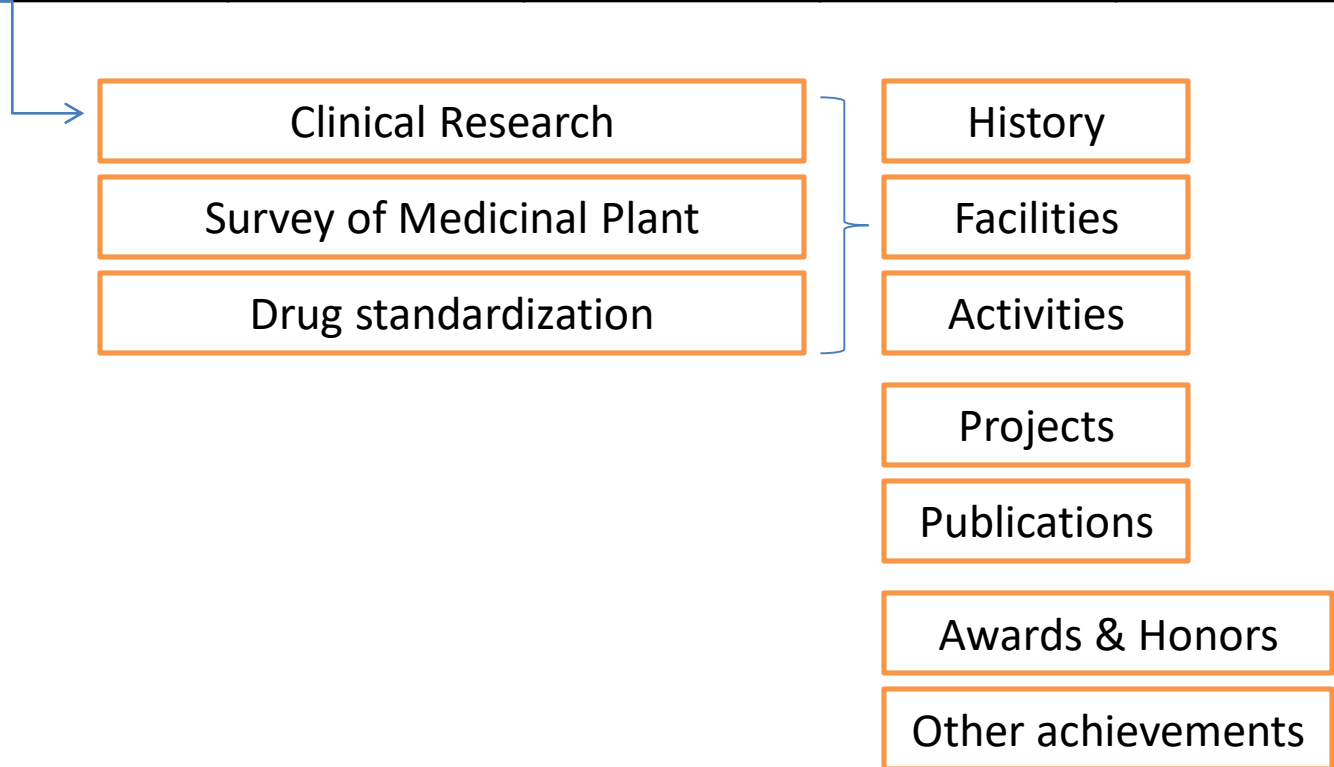 Clinical Research
Survey of Medicinal Plant
Drug standardization
History
Facilities
Activities
Projects
Publications
Awards & Honors
Other achievements